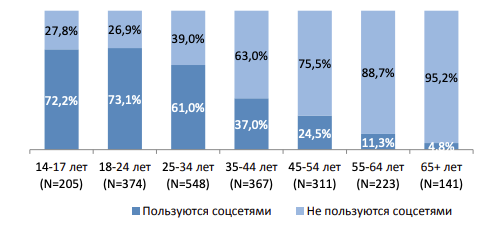 27,8% 26,9% 39,0% 63,0% 75,5% 88,7% 95,2%
72,2% 73,1% 61,0% 37,0% 24,5% 11,3% 4,8%
14-17 лет 18-24 лет 25-34 лет 35-44 лет 45-54 лет 55-64 лет 65+ лет
(N=205) (N=374) (N=548) (N=367) (N=311) (N=223) (N=141)
Пользуются соцсетями Не пользуются соцсетями